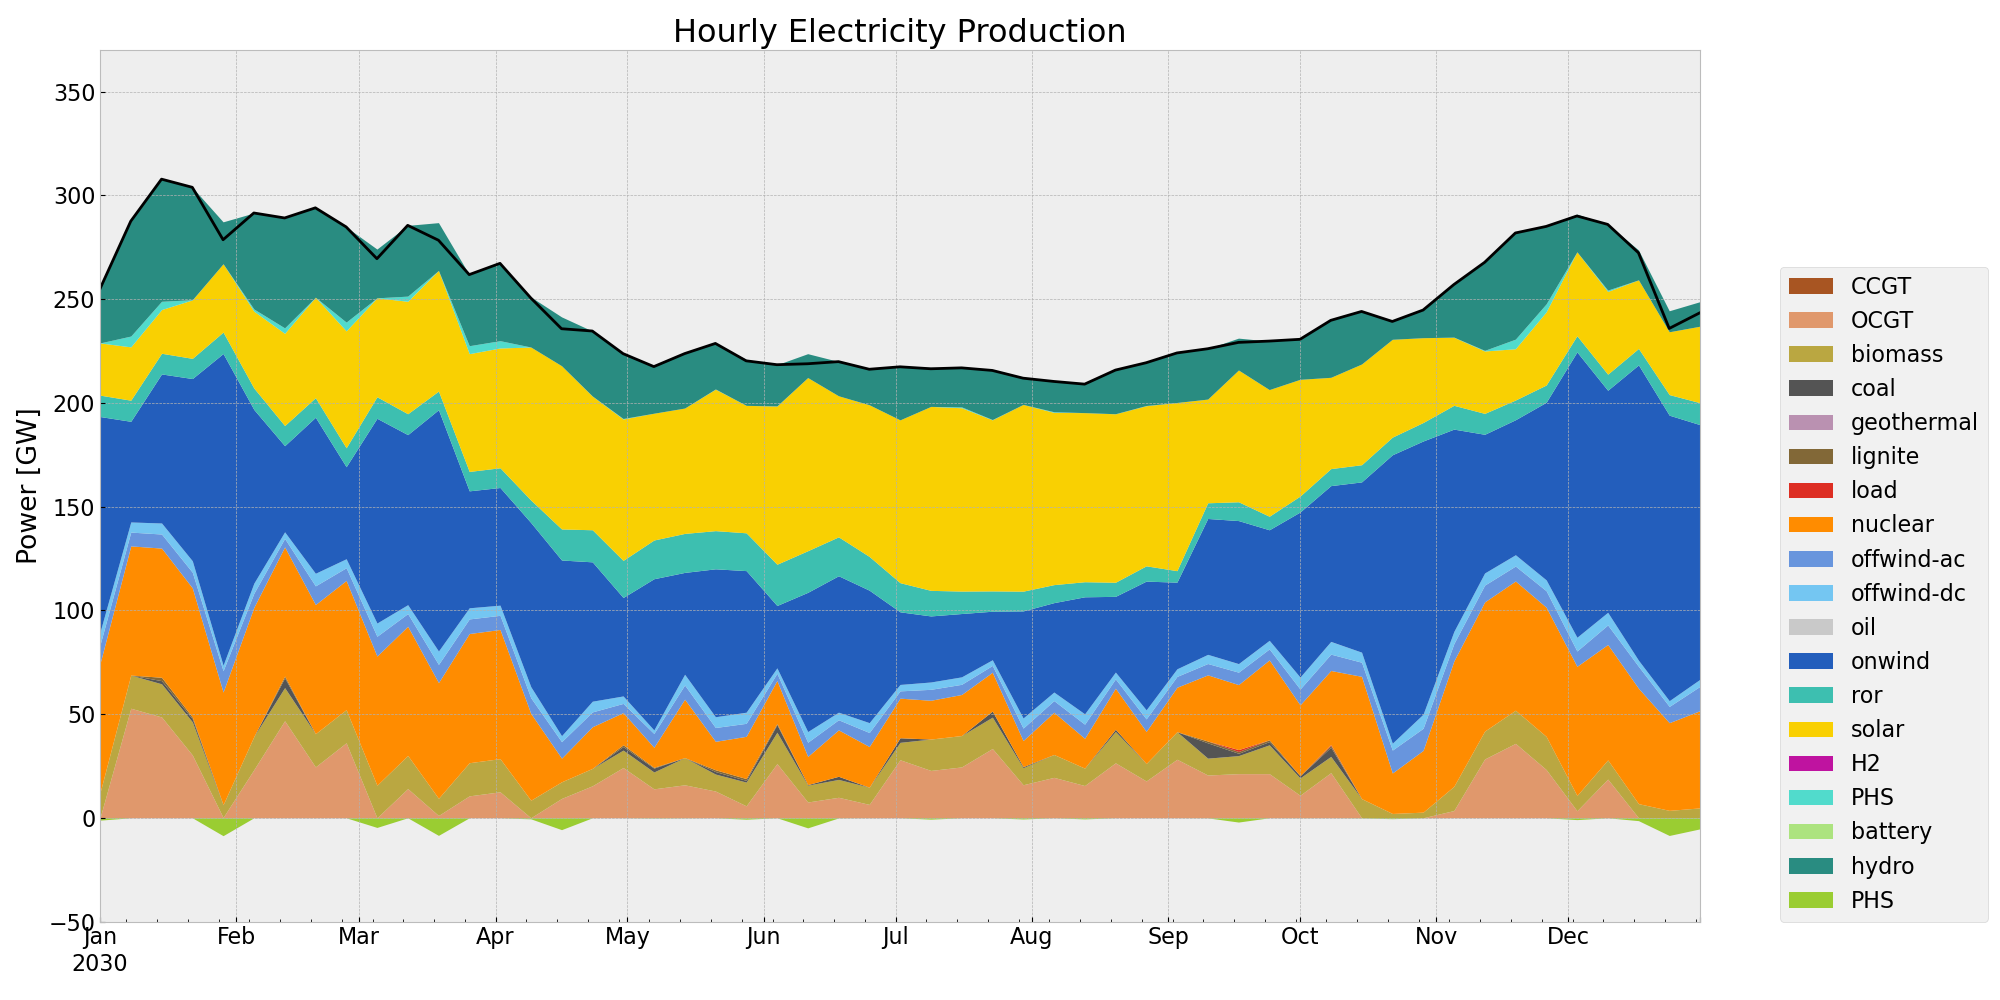 Hourly Electricity Production
Power [GW]
350
300
250
200
150
100
50
0
−50
Jan Feb Mar Apr May Jun Jul Aug Sep Oct Nov Dec
2030
CCGT
OCGT
biomass
coal
geothermal
lignite
load
nuclear
offwind-ac
offwind-dc
oil
onwind
ror
solar
H2
PHS
battery
hydro
PHS